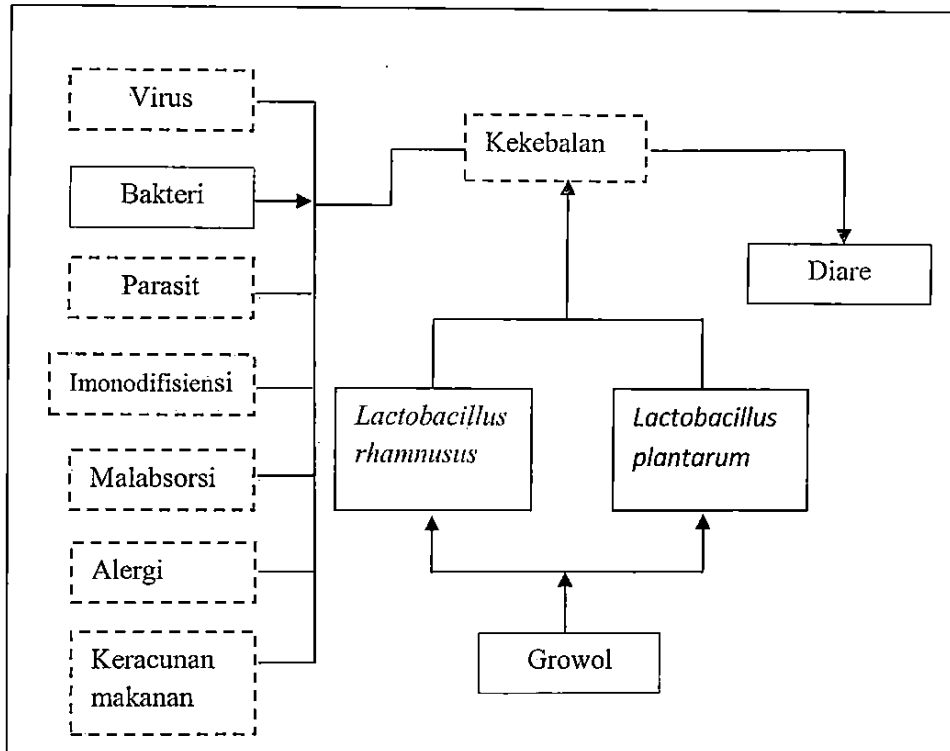 Virus
Bakteri
Parasit
Imonodifisiensi
Malabsorsi
Alergi
Keracunan
makanan
Kekebalan
Diare
Lactobacillus
rhamnusus
Lactobacillus
plantarum
Growol